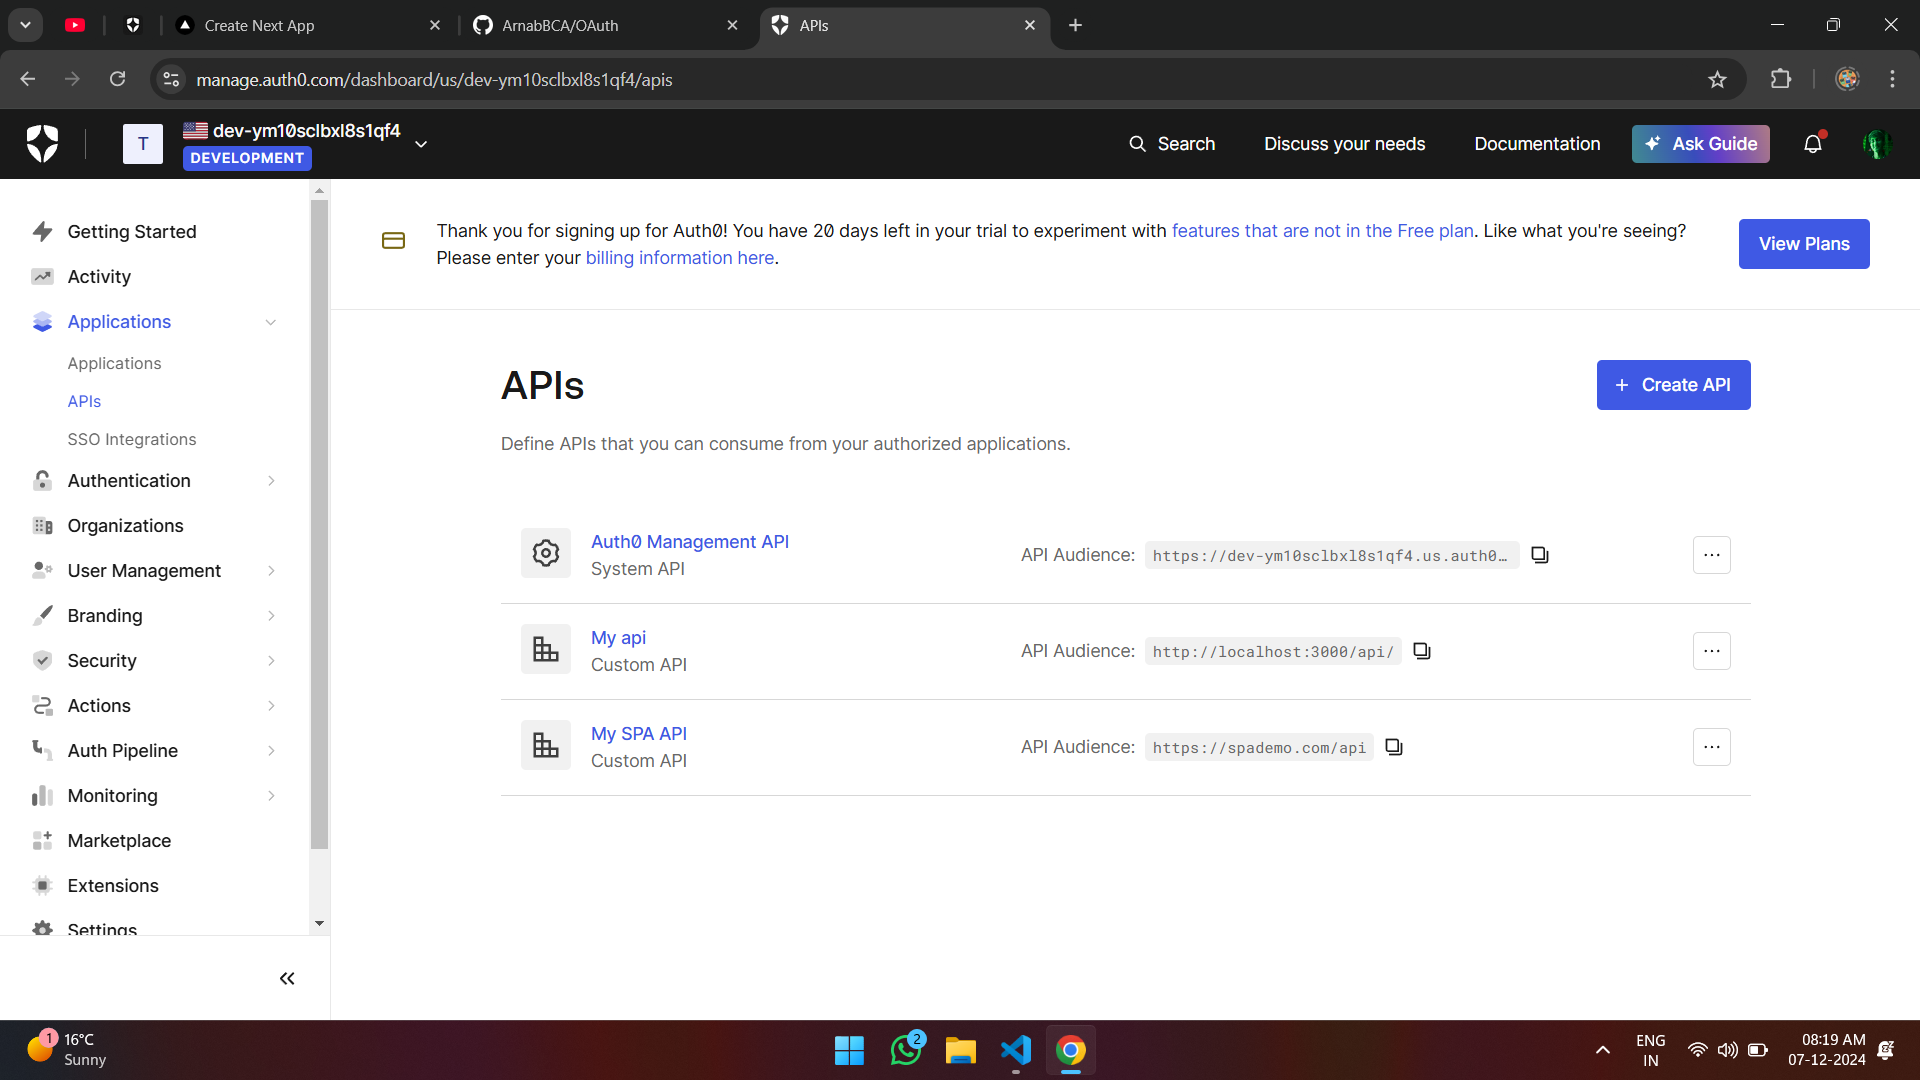 Create Next App
ArnabBCA/OAuth
APIs
manage.auth0.com/dashboard/us/dev-ym10sclbxl8s1qf4/apis
T
dev-ym10sclbxl8s1qf4
DEVELOPMENT
Search
Discuss your needs
Documentation
Ask Guide
Getting Started
Activity
Applications
Applications
APIs
SSO Integrations
Authentication
Organizations
User Management
Branding
Security
Actions
Auth Pipeline
Monitoring
Marketplace
Extensions
Settings
Thank you for signing up for Auth0! You have 20 days left in your trial to experiment with features that are not in the Free plan. Like what you're seeing?
Please enter your billing information here.
View Plans
APIs
+ Create API
Define APIs that you can consume from your authorized applications.
Auth0 Management API
System API
API Audience: https://dev-ym10sclbxl8s1qf4.us.auth0…
My api
Custom API
API Audience: http://localhost:3000/api/
My SPA API
Custom API
API Audience: https://spademo.com/api
1
16°C
Sunny
2
ENG
IN
08:19 AM
07-12-2024